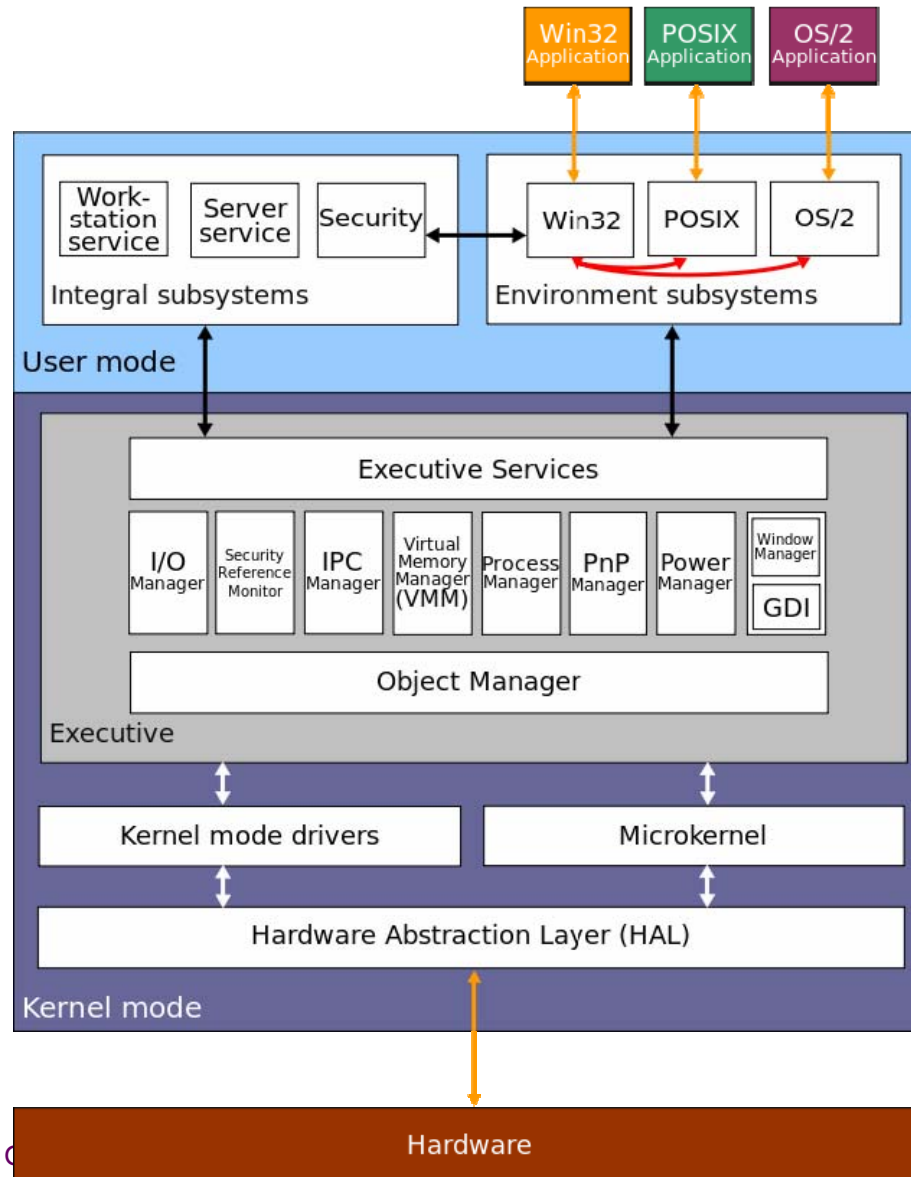 Win32
Application
POSIX
Application
OS/2
Application
Work-
station
service
Server
service
Security
Integral subsystems
Win32
POSIX
OS/2
Environment subsystems
User mode
Executive Services
I/O
Manager
Security
Reference
Monitor
IPC
Manager
Virtual
Memory
Manager
(VMM)
Process
Manager
PnP
Manager
Power
Manager
Window
Manager
GDI
Object Manager
Executive
Kernel mode drivers
Microkernel
Hardware Abstraction Layer (HAL)
Kernel mode
Hardware